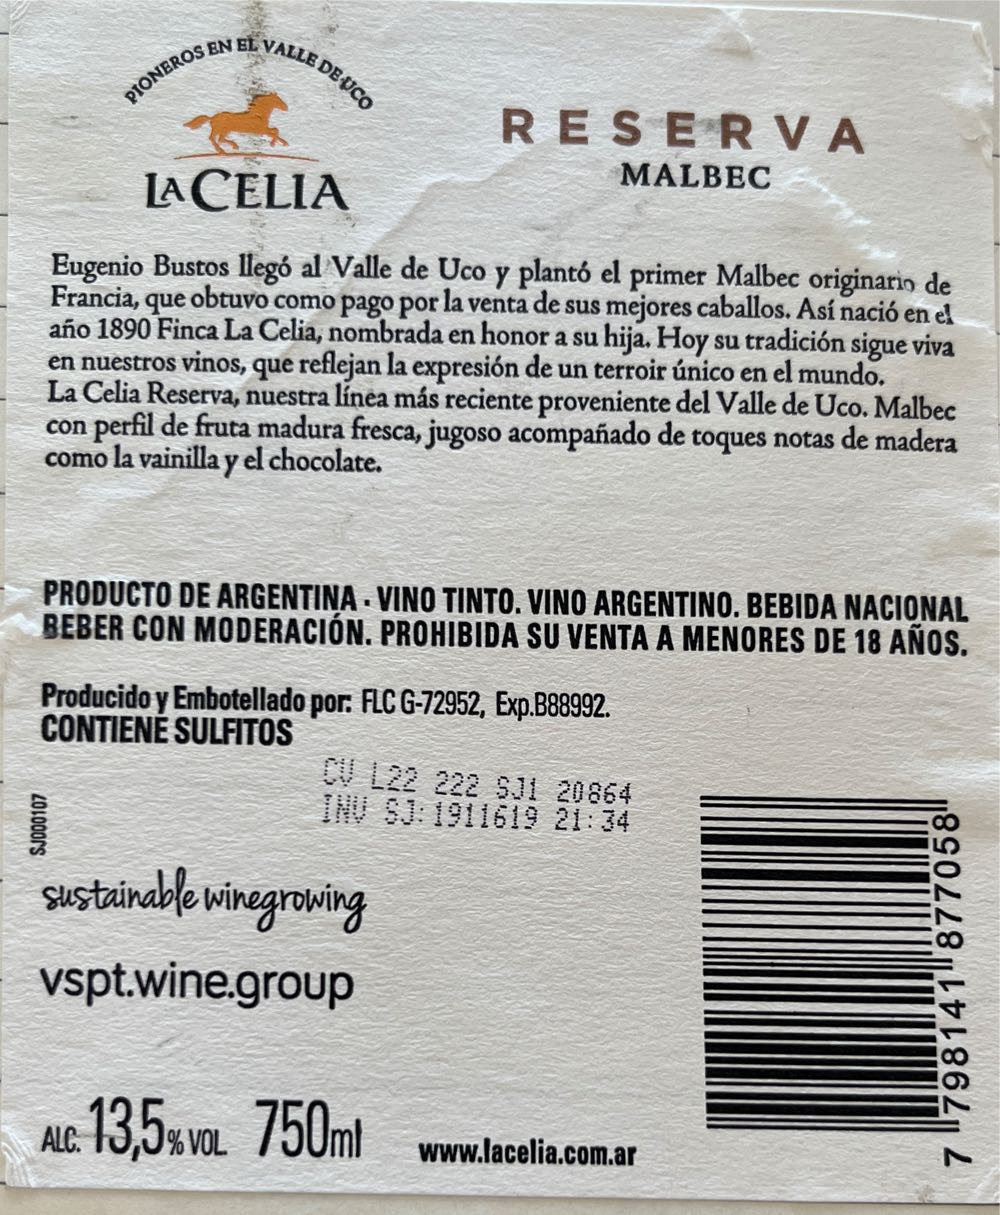 PIONEROS EN EL VALLE DE UCO
LA CELIA
RESERVA
MALBEC
Eugenio Bustos llegó al Valle de Uco y plantó el primer Malbec originario de
Francia, que obtuvo como pago por la venta de sus mejores caballos. Así nació en el
año 1890 Finca La Celia, nombrada en honor a su hija. Hoy su tradición sigue viva
en nuestros vinos, que reflejan la expresión de un terroir único en el mundo.
La Celia Reserva, nuestra línea más reciente proveniente del Valle de Uco. Malbec
con perfil de fruta madura fresca, jugoso acompañado de toques notas de madera
como la vainilla y el chocolate.
PRODUCTO DE ARGENTINA · VINO TINTO. VINO ARGENTINO. BEBIDA NACIONAL
BEBER CON MODERACIÓN. PROHIBIDA SU VENTA A MENORES DE 18 AÑOS.
Producido y Embotellado por: FLC G-72952, Exp.B88992.
CONTIENE SULFITOS
CU L22 222 SJ1 20864
INV SJ:1911619 21:34
SJ000107
sustainable winegrowing
vspt.wine.group
ALC. 13,5% VOL. 750ml
www.lacelia.com.ar
7 798141 877058